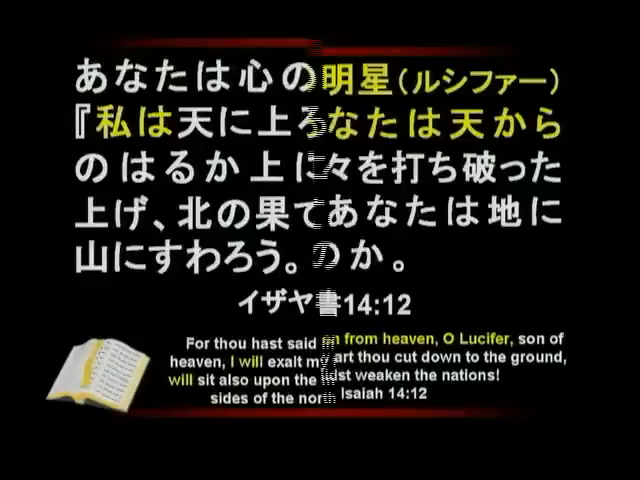 あなたは心の明星（ルシファー）
『私は天に上ろなたは天から
のはるか上に々を打ち破った
上げ、北の果てあなたは地に
山にすわろう。のか。
イザヤ書14:12
For thou hast said from heaven, O Lucifer, son of
heaven, I will exalt my art thou cut down to the ground,
will sit also upon the didst weaken the nations!
sides of the north Isaiah 14:12